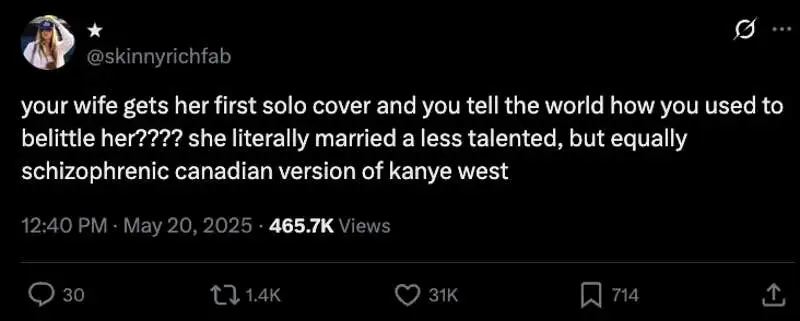 ★
@skinnyrichfab
your wife gets her first solo cover and you tell the world how you used to
belittle her???? she literally married a less talented, but equally
schizophrenic canadian version of kanye west
12:40 PM · May 20, 2025 · 465.7K Views
30 1.4K 31K 714